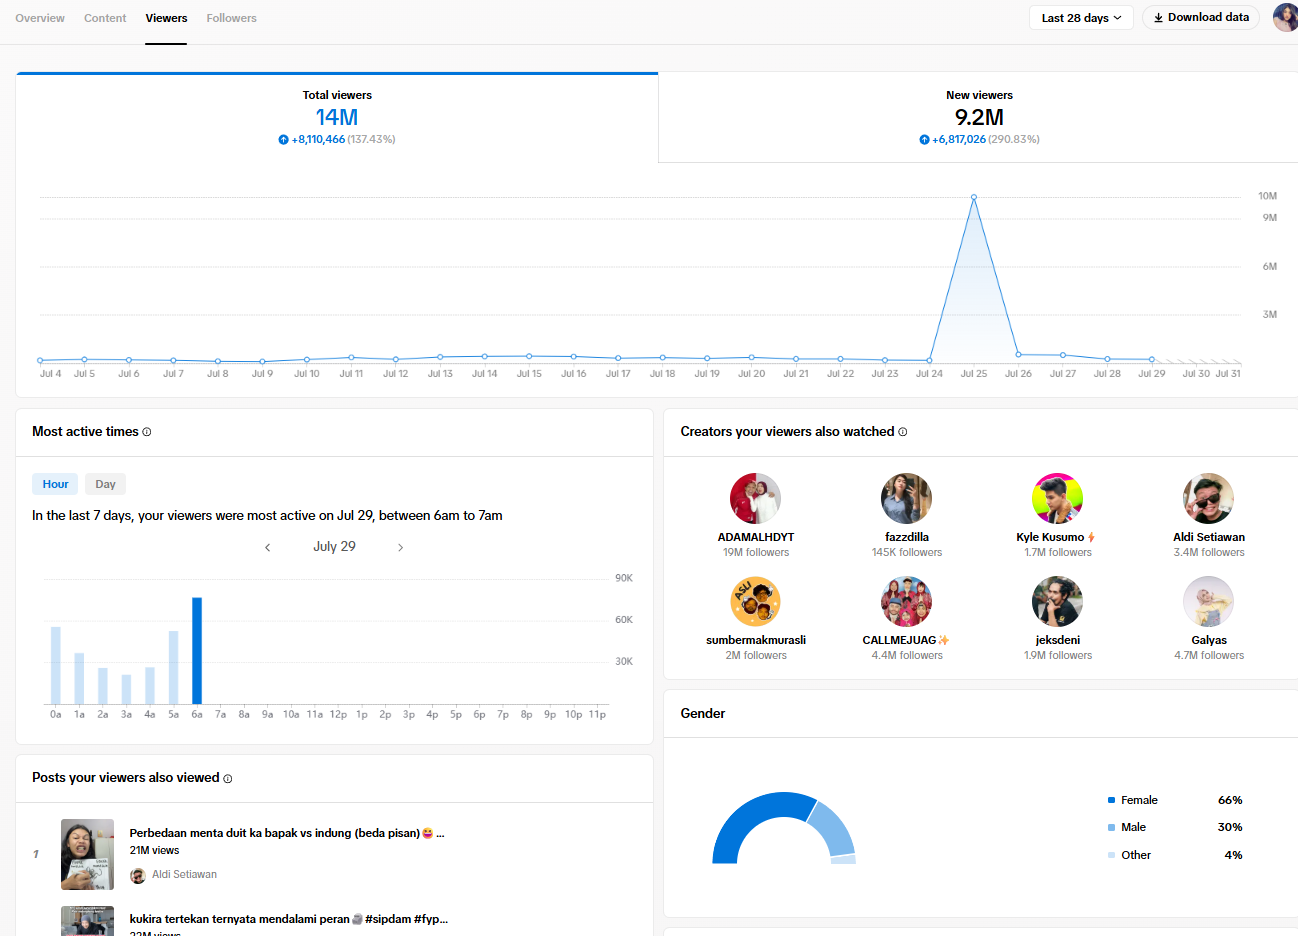 Overview Content Viewers Followers
Last 28 days
Download data
Total viewers
14M
+8,110,466 (137.43%)
New viewers
9.2M
+6,817,026 (290.83%)
10M
9M
6M
3M
Jul 4 Jul 5 Jul 6 Jul 7 Jul 8 Jul 9 Jul 10 Jul 11 Jul 12 Jul 13 Jul 14 Jul 15 Jul 16 Jul 17 Jul 18 Jul 19 Jul 20 Jul 21 Jul 22 Jul 23 Jul 24 Jul 25 Jul 26 Jul 27 Jul 28 Jul 29 Jul 30 Jul 31
Most active times
Hour Day
In the last 7 days, your viewers were most active on Jul 29, between 6am to 7am
July 29
90K
60K
30K
0a 1a 2a 3a 4a 5a 6a 7a 8a 9a 10a 11a 12p 1p 2p 3p 4p 5p 6p 7p 8p 9p 10p 11p
Posts your viewers also viewed
1
Perbedaan menta duit ka bapak vs indung (beda pisan)😀 ...
21M views
Aldi Setiawan
kukira tertekan ternyata mendalami peran🗿 #sipdam #fyp...
Creators your viewers also watched
ADAMALHDYT
19M followers
fazzdilla
145K followers
Kyle Kusumo⚡
1.7M followers
Aldi Setiawan
3.4M followers
ASLI
sumbermakmurasli
2M followers
CALLMEJUAG✨
4.4M followers
jeksdeni
1.9M followers
Galyas
4.7M followers
Gender
Female 66%
Male 30%
Other 4%